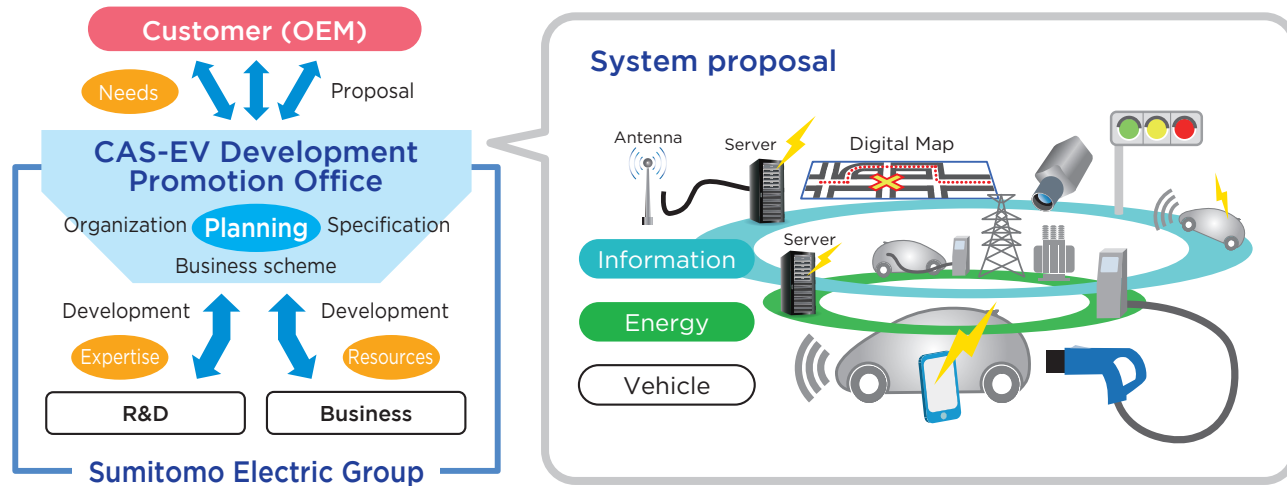 Customer (OEM)
Needs
Proposal
CAS-EV Development
Promotion Office
Organization
Planning
Specification
Business scheme
Development
Development
Expertise
Resources
R&D
Business
Sumitomo Electric Group
System proposal
Antenna
Server
Digital Map
Server
Information
Energy
Vehicle